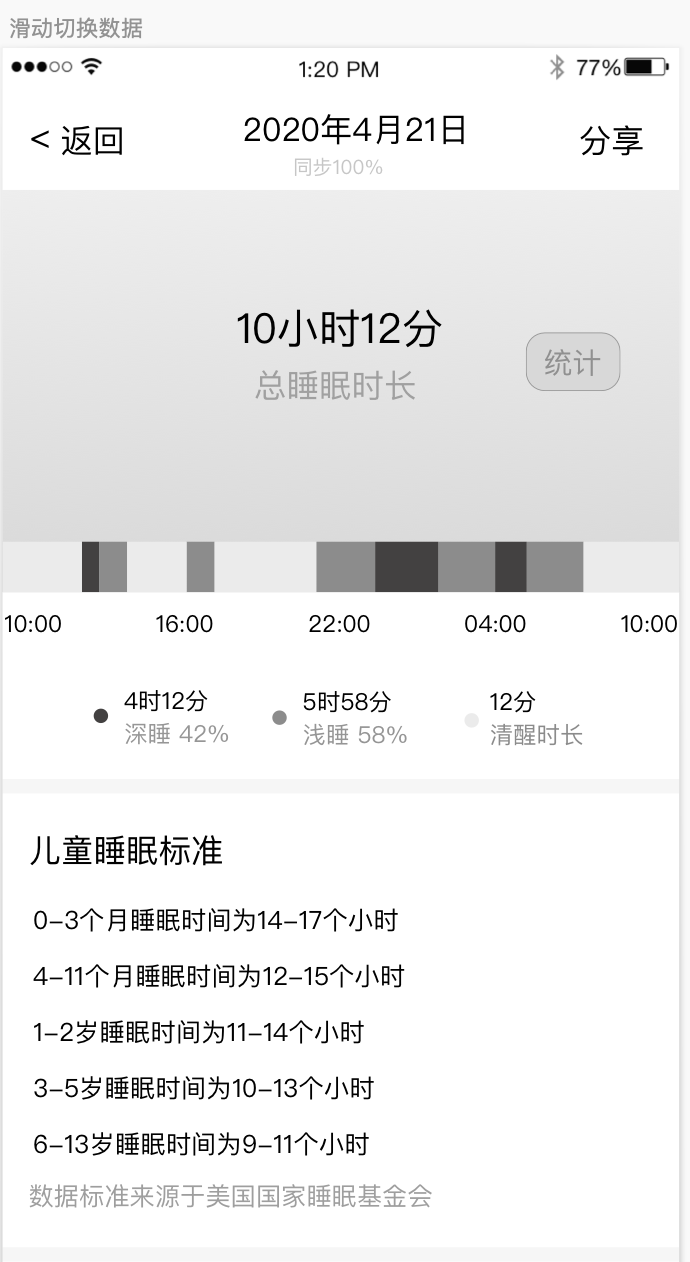 滑动切换数据
1:20 PM 77%
< 返回 2020年4月21日 分享
同步100%
10小时12分
统计
总睡眠时长
10:00 16:00 22:00 04:00 10:00
4时12分 5时58分 12分
深睡 42% 浅睡 58% 清醒时长
儿童睡眠标准
0–3个月睡眠时间为14–17个小时
4–11个月睡眠时间为12–15个小时
1–2岁睡眠时间为11–14个小时
3–5岁睡眠时间为10–13个小时
6–13岁睡眠时间为9–11个小时
数据标准来源于美国国家睡眠基金会